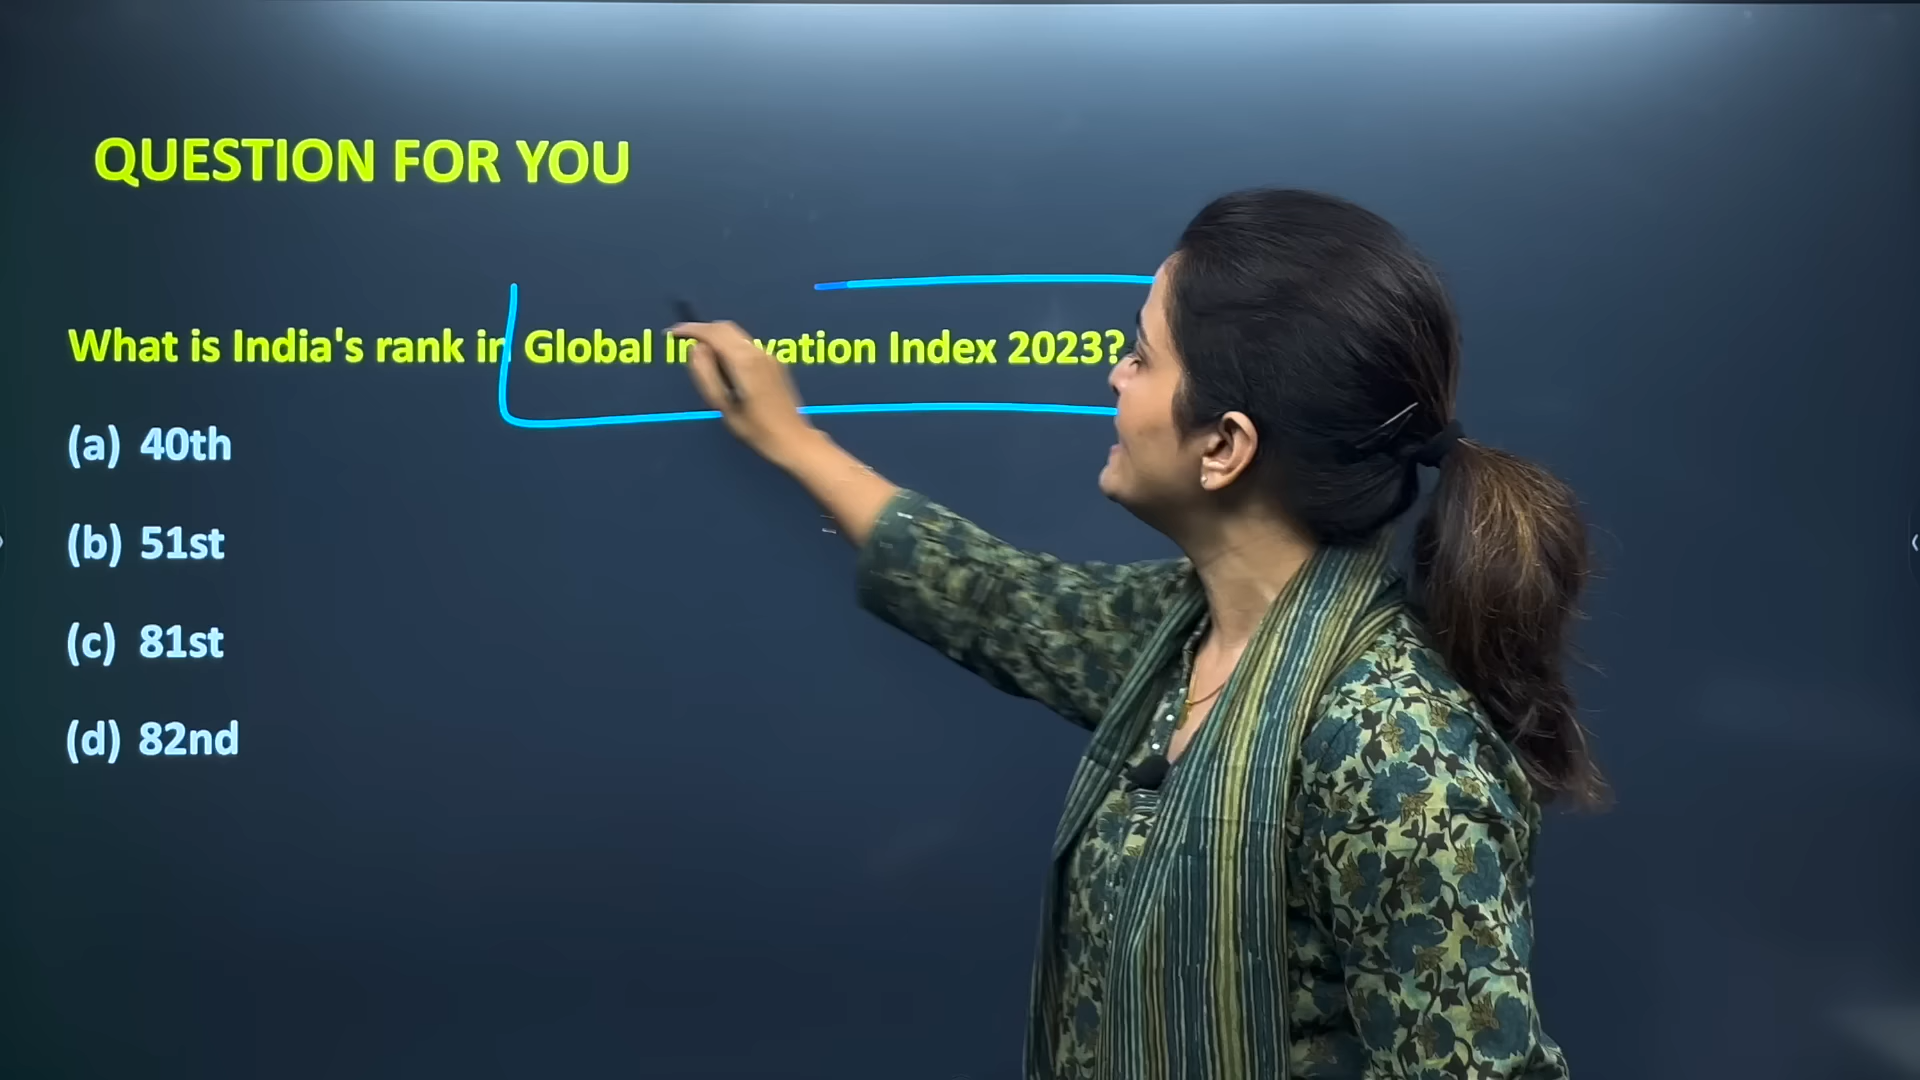 QUESTION FOR YOU
What is India's rank in Global Innovation Index 2023?
(a) 40th
(b) 51st
(c) 81st
(d) 82nd